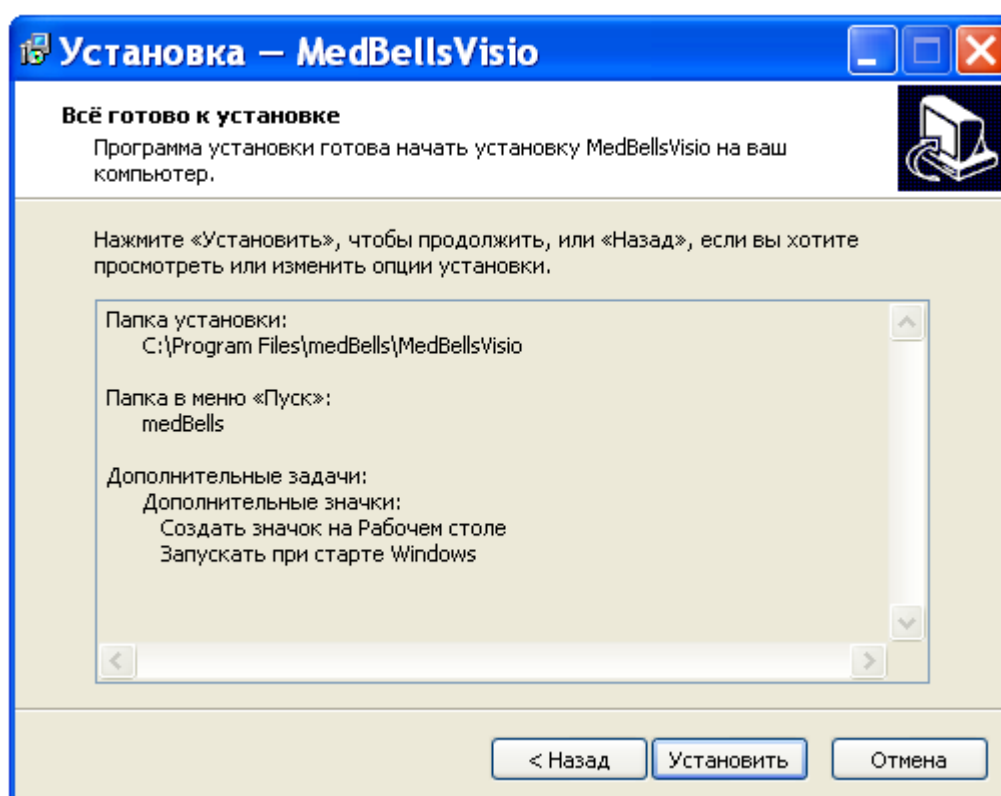 Установка — MedBellsVisio
Всё готово к установке
Программа установки готова начать установку MedBellsVisio на ваш
компьютер.
Нажмите «Установить», чтобы продолжить, или «Назад», если вы хотите
просмотреть или изменить опции установки.
Папка установки:
C:\Program Files\medBells\MedBellsVisio
Папка в меню «Пуск»:
medBells
Дополнительные задачи:
Дополнительные значки:
Создать значок на Рабочем столе
Запускать при старте Windows
< Назад
Установить
Отмена